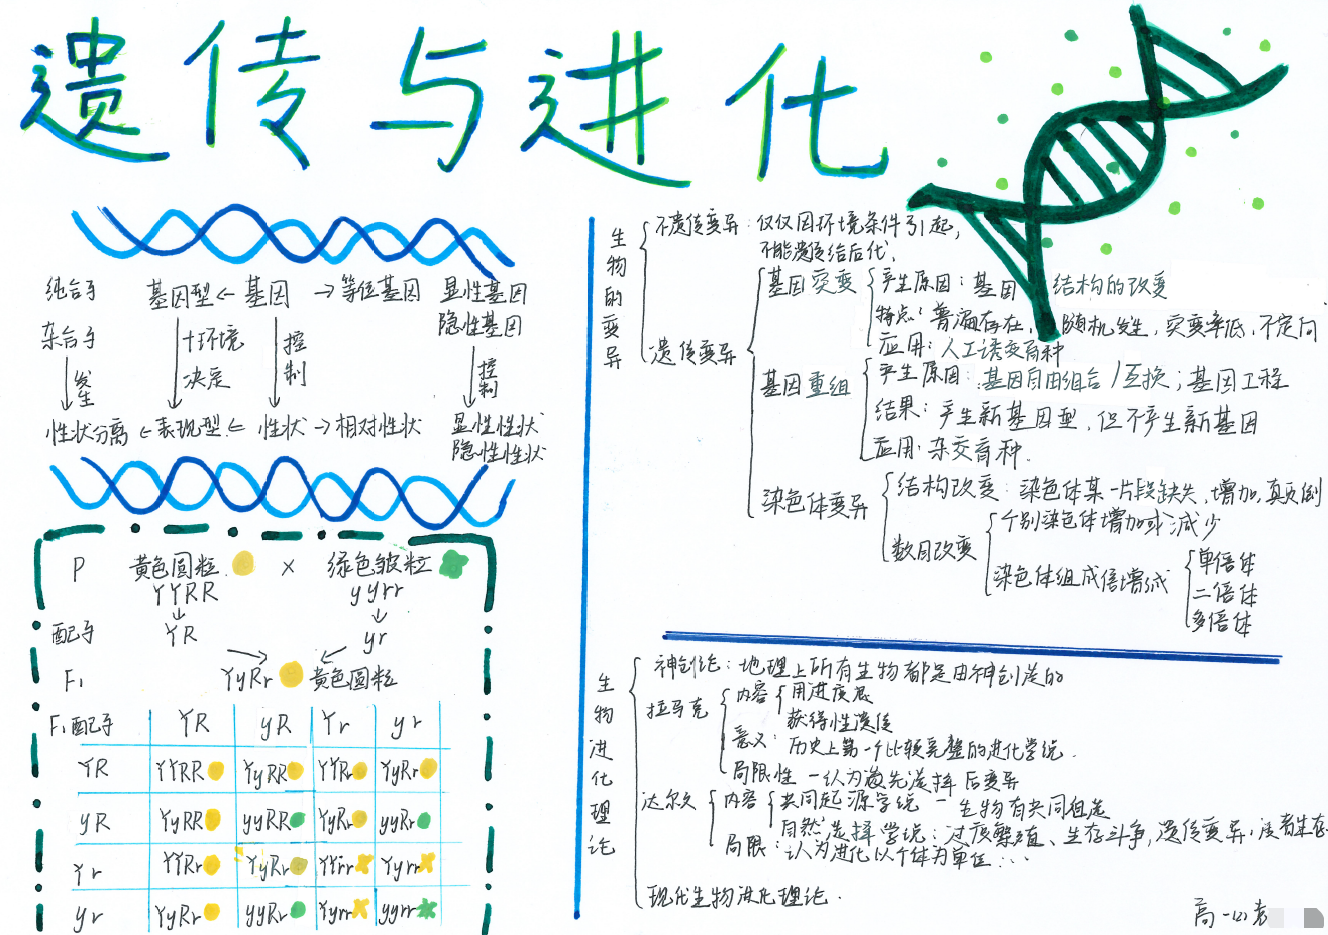 遗传与进化
纯合子
杂合子
发生
性状分离
基因型 ← 基因 → 等位基因
显性基因
隐性基因
十环境
决定
控制
控制
← 表现型 ← 性状 → 相对性状
显性性状
隐性性状
P 黄色圆粒 × 绿色皱粒
YYRR yyrr
配子 YR yr
F₁ YyRr 黄色圆粒
F₁配子 YR yR Yr yr
YR YYRR YyRR YYRr YyRr
yR YyRR yyRR YyRr yyRr
Yr YYRr YyRr YYrr Yyrr
yr YyRr yyRr Yyrr yyrr
生物的变异
不遗传变异：仅仅因环境条件引起，
不能遗传给后代.
遗传变异
基因突变
产生原因：基因 结构的改变
特点：普遍存在， 随机发生，突变率低，不定向
应用：人工诱变育种
基因重组
产生原因：基因自由组合/互换；基因工程
结果：产生新基因型，但不产生新基因
应用：杂交育种.
染色体变异
结构改变：染色体某一片段缺失，增加，
数目改变
个别染色体增加或减少
染色体组成倍增减
单倍体
二倍体
多倍体
生物进化理论
神创论：地理上所有生物都是由神创造的
拉马克
内容
用进废退
获得性遗传
意义：历史上第一个比较完整的进化学说.
局限性 一认为 先选择后变异
达尔文
内容
共同起源学说 一 生物有共同祖先
自然选择学说：过度繁殖、生存斗争，遗传变异，适者生存
局限：认为进化以个体为单位...
现代生物进化理论.
高一